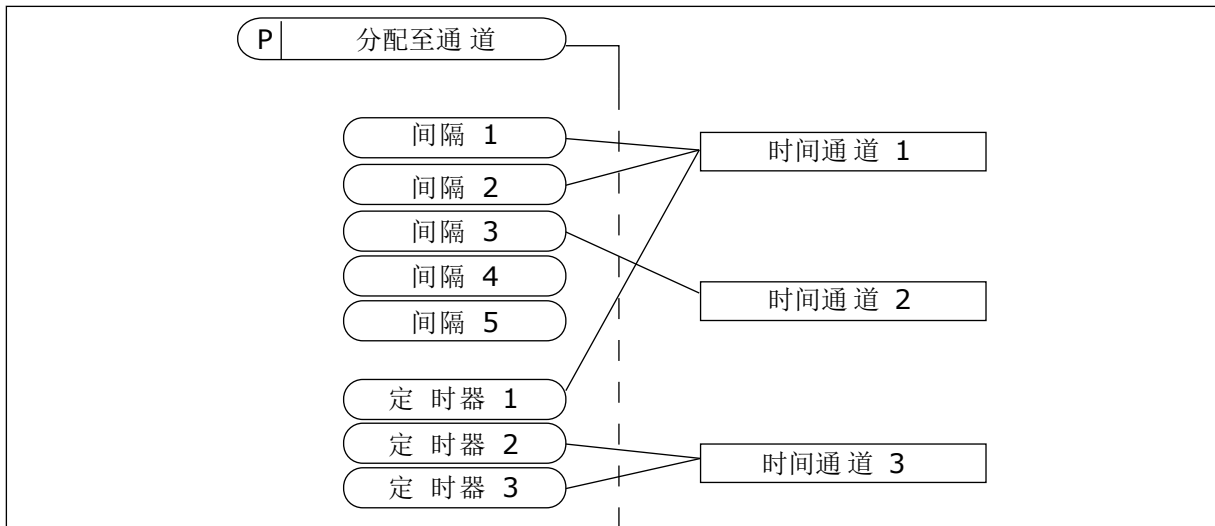 P 分配至通道
间隔 1
间隔 2
间隔 3
间隔 4
间隔 5
定时器 1
定时器 2
定时器 3
时间通道 1
时间通道 2
时间通道 3